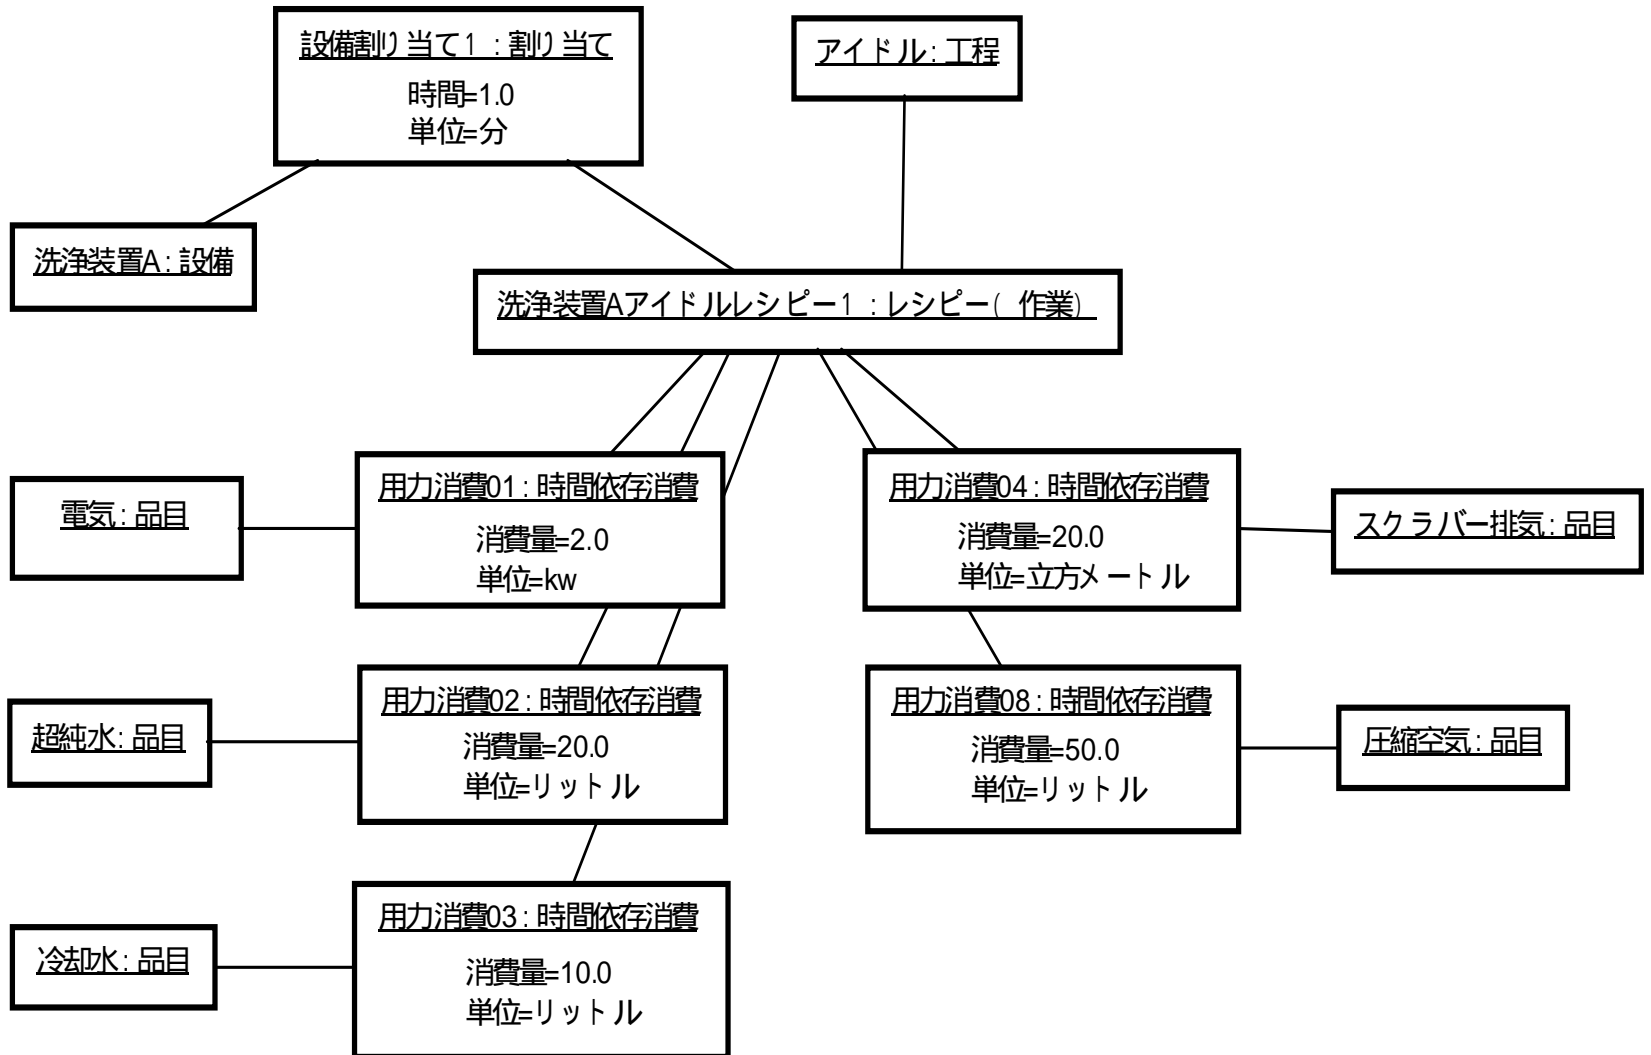 設備割り当て1:割り当て
時間=1.0
単位=分
アイドル:工程
洗浄装置A:設備
洗浄装置Aアイドルレシピー1:レシピー(作業)
用力消費01:時間依存消費
消費量=2.0
単位=kw
電気:品目
用力消費04:時間依存消費
消費量=20.0
単位=立方メートル
スクラバー排気:品目
用力消費02:時間依存消費
消費量=20.0
単位=リットル
超純水:品目
用力消費08:時間依存消費
消費量=50.0
単位=リットル
圧縮空気:品目
用力消費03:時間依存消費
消費量=10.0
単位=リットル
冷却水:品目